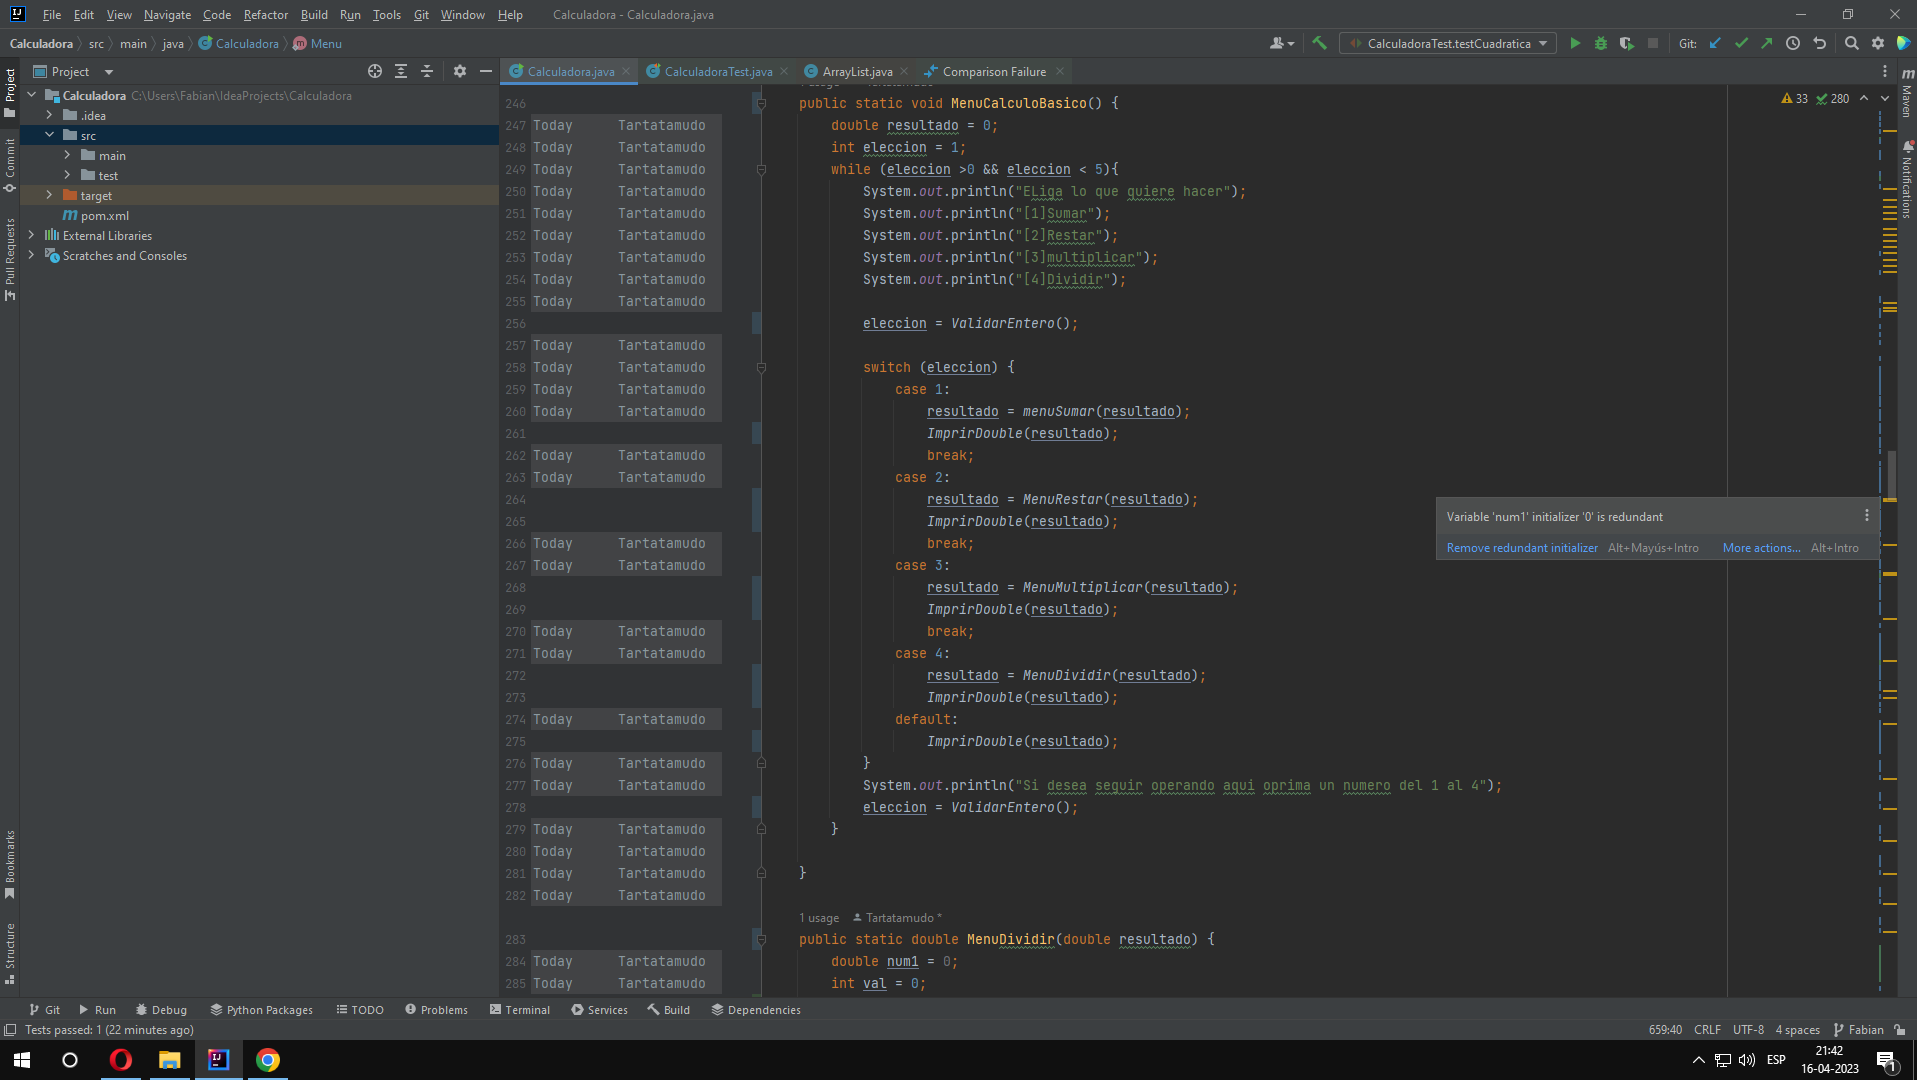 File Edit View Navigate Code Refactor Build Run Tools Git Window Help Calculadora - Calculadora.java
Calculadora src main java Calculadora Menu CalculadoraTest.testCuadratica Git:
Project
Calculadora.java CalculadoraTest.java ArrayList.java Comparison Failure
Calculadora C:\Users\Fabian\IdeaProjects\Calculadora
.idea
src
main
test
target
pom.xml
External Libraries
Scratches and Consoles
Project
Commit
Pull Requests
Bookmarks
Structure
Maven
Notifications
33 280
246 public static void MenuCalculoBasico() {
247 Today Tartatamudo double resultado = 0;
248 Today Tartatamudo int eleccion = 1;
249 Today Tartatamudo while (eleccion >0 && eleccion < 5){
250 Today Tartatamudo System.out.println("ELiga lo que quiere hacer");
251 Today Tartatamudo System.out.println("[1]Sumar");
252 Today Tartatamudo System.out.println("[2]Restar");
253 Today Tartatamudo System.out.println("[3]multiplicar");
254 Today Tartatamudo System.out.println("[4]Dividir");
255 Today Tartatamudo
256 eleccion = ValidarEntero();
257 Today Tartatamudo
258 Today Tartatamudo switch (eleccion) {
259 Today Tartatamudo case 1:
260 Today Tartatamudo resultado = menuSumar(resultado);
261 ImprirDouble(resultado);
262 Today Tartatamudo break;
263 Today Tartatamudo case 2:
264 resultado = MenuRestar(resultado);
265 ImprirDouble(resultado);
266 Today Tartatamudo break;
267 Today Tartatamudo case 3:
268 resultado = MenuMultiplicar(resultado);
269 ImprirDouble(resultado);
270 Today Tartatamudo break;
271 Today Tartatamudo case 4:
272 resultado = MenuDividir(resultado);
273 ImprirDouble(resultado);
274 Today Tartatamudo default:
275 ImprirDouble(resultado);
276 Today Tartatamudo }
277 Today Tartatamudo System.out.println("Si desea seguir operando aqui oprima un numero del 1 al 4");
278 eleccion = ValidarEntero();
279 Today Tartatamudo }
280 Today Tartatamudo
281 Today Tartatamudo }
282 Today Tartatamudo
1 usage Tartatamudo *
283 public static double MenuDividir(double resultado) {
284 Today Tartatamudo double num1 = 0;
285 Today Tartatamudo int val = 0;
Variable 'num1' initializer '0' is redundant
Remove redundant initializer Alt+Mayús+Intro More actions... Alt+Intro
Git Run Debug Python Packages TODO Problems Terminal Services Build Dependencies
Tests passed: 1 (22 minutes ago) 659:40 CRLF UTF-8 4 spaces Fabian
ESP 21:42
16-04-2023
1